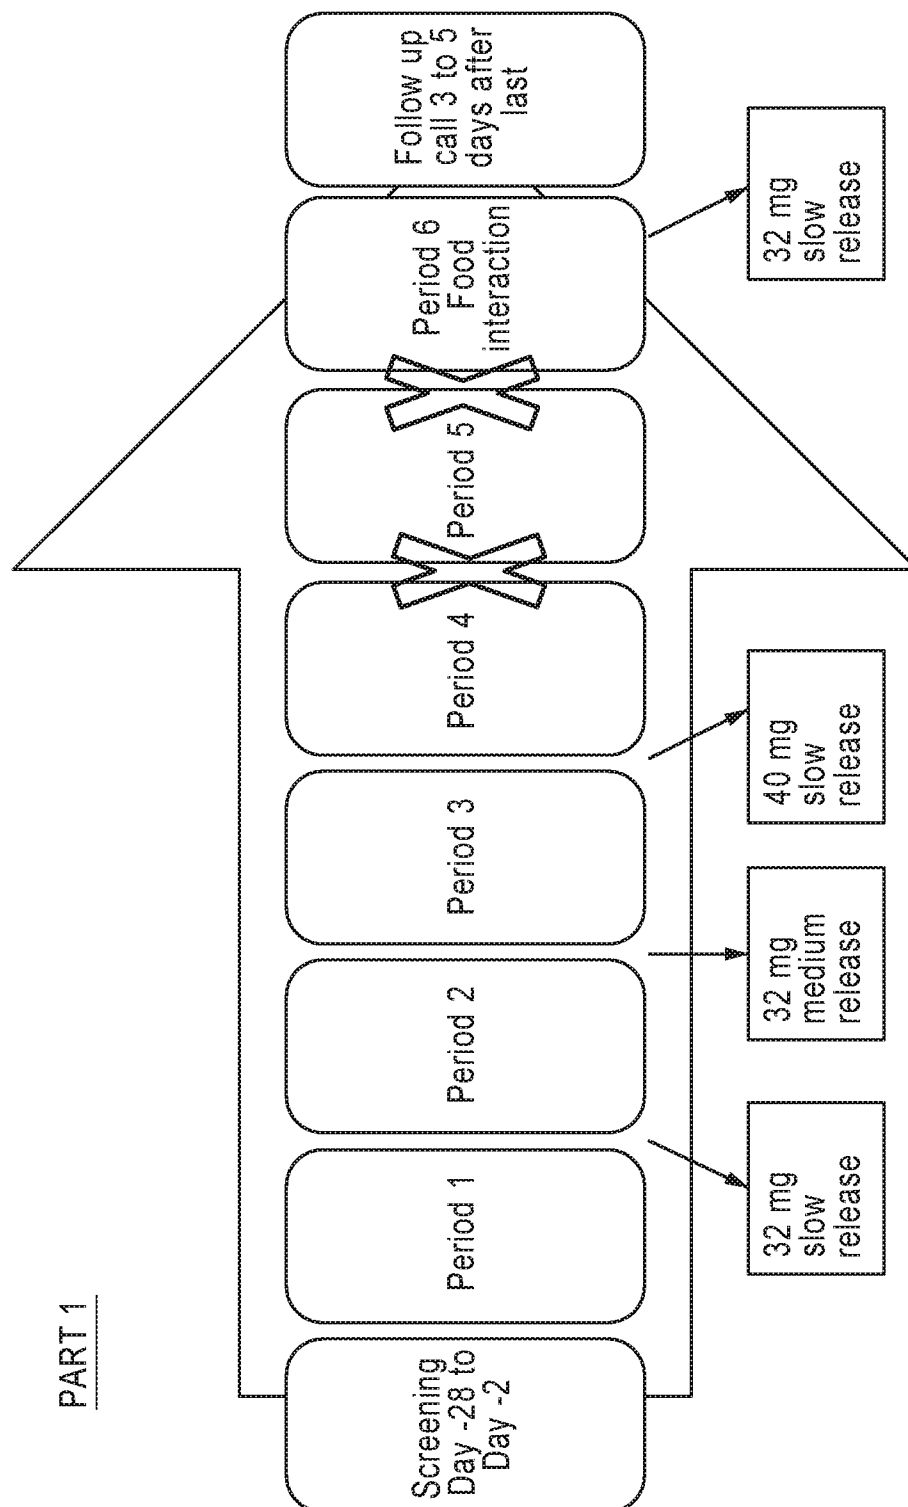 PART 1
Screening
Day -28 to
Day -2
Period 1
Period 2
Period 3
Period 4
Period 5
Period 6
Food
interaction
Follow up
call 3 to 5
days after
last
32 mg
slow
release
32 mg
medium
release
40 mg
slow
release
32 mg
slow
release